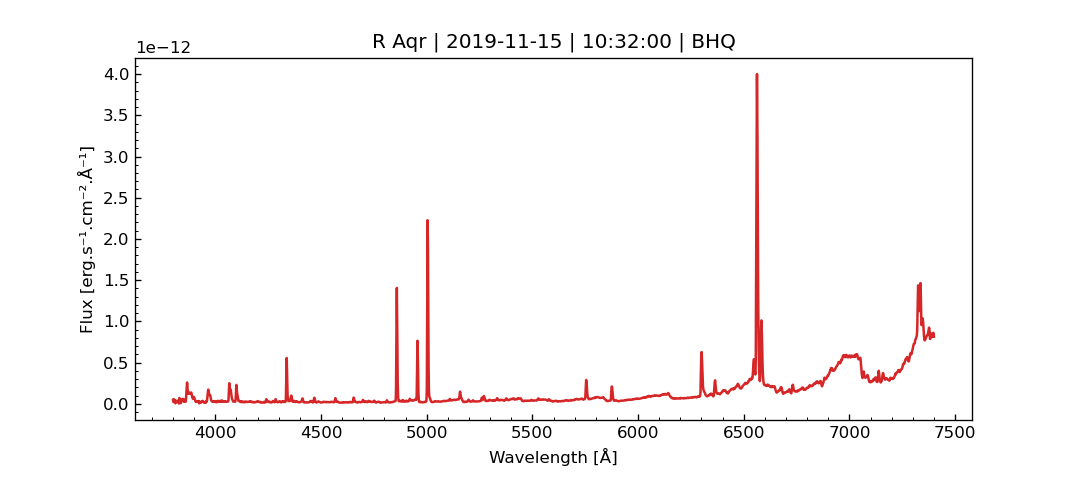 R Aqr | 2019-11-15 | 10:32:00 | BHQ
1e−12
4.0
3.5
3.0
2.5
2.0
1.5
1.0
0.5
0.0
Flux [erg.s⁻¹.cm⁻².Å⁻¹]
4000 4500 5000 5500 6000 6500 7000 7500
Wavelength [Å]